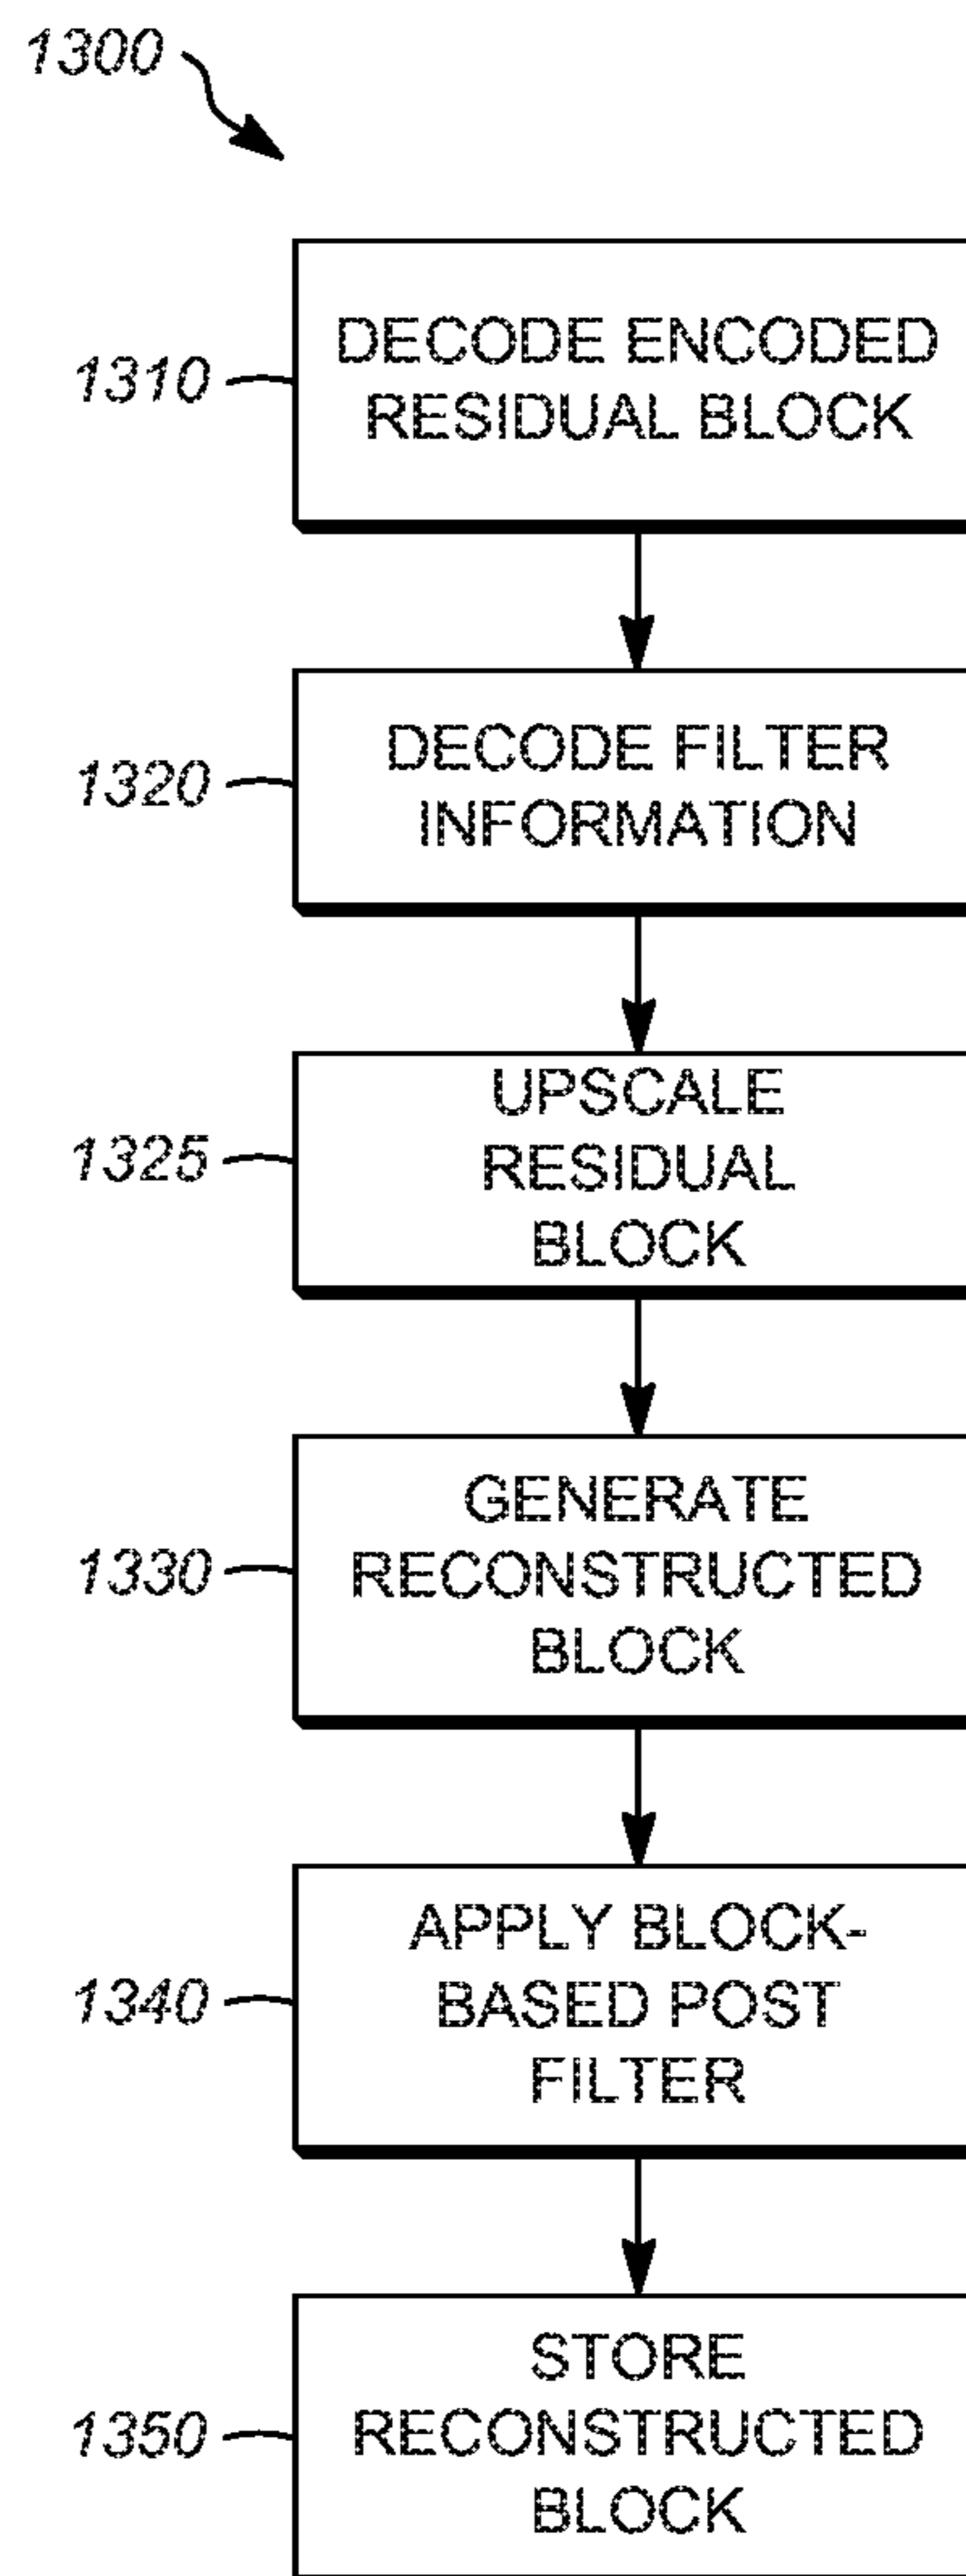 1300
1310
DECODE ENCODED
RESIDUAL BLOCK
1320
DECODE FILTER
INFORMATION
1325
UPSCALE
RESIDUAL
BLOCK
1330
GENERATE
RECONSTRUCTED
BLOCK
1340
APPLY BLOCK-
BASED POST
FILTER
1350
STORE
RECONSTRUCTED
BLOCK